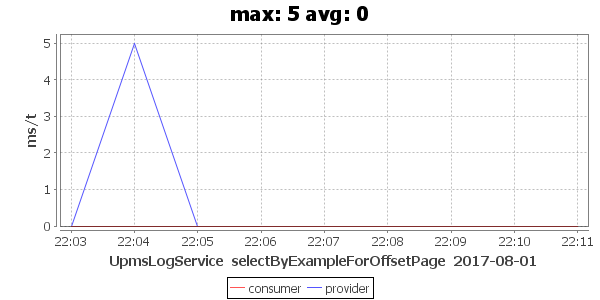 max: 5 avg: 0
5
4
3
2
1
0
ms/t
22:03 22:04 22:05 22:06 22:07 22:08 22:09 22:10 22:11
UpmsLogService selectByExampleForOffsetPage 2017-08-01
consumer provider